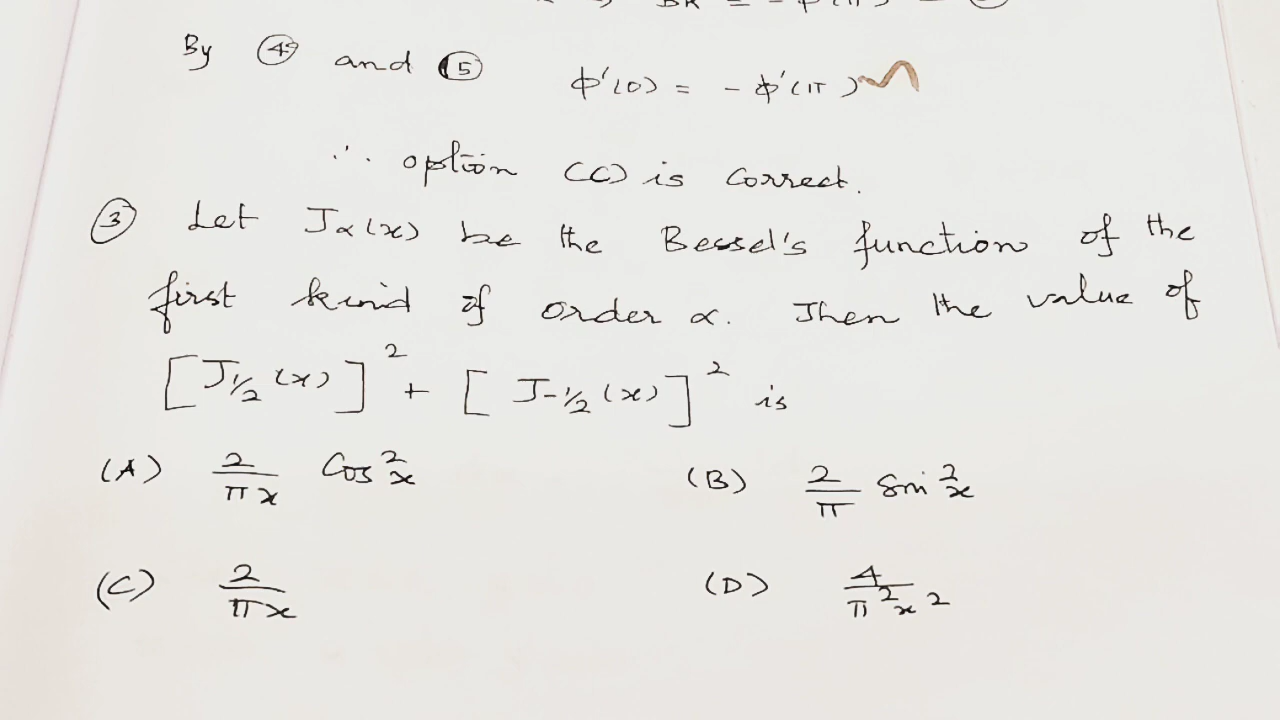 By ④ and ⑤ φ'(0) = - φ'(π)
∴ option (C) is correct.
③ Let Jα(x) be the Bessel's function of the
first kind of order α. Then the value of
[J½(x)]² + [J-½(x)]² is
(A) 2/πx Cos²x (B) 2/π Sin²x
(C) 2/πx (D) 4/π²x²